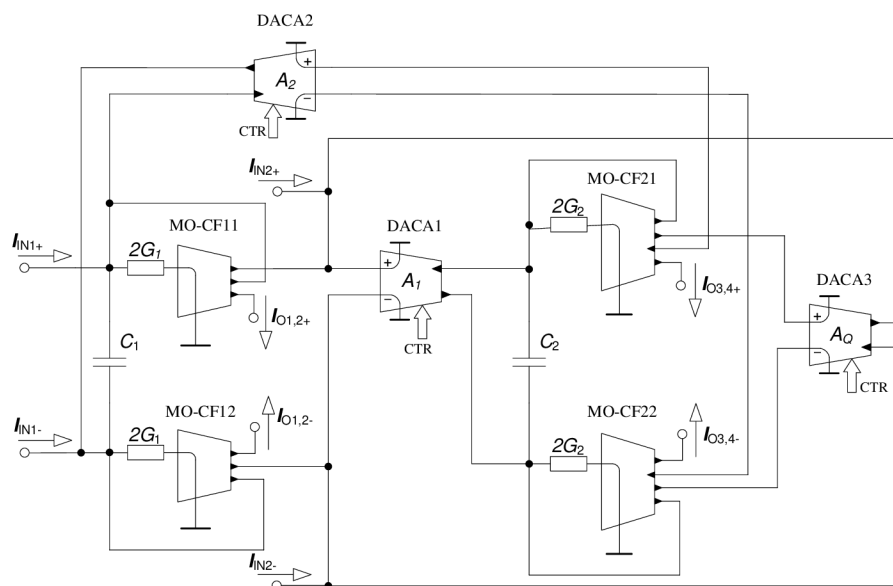 DACA2
+
A2
−
CTR
IIN2+
MO-CF21
MO-CF11
DACA1
2G2
IIN1+
2G1
+
A1
−
IO3,4+
DACA3
IO1,2+
CTR
+
AQ
−
C1
C2
CTR
MO-CF12
IO1,2-
MO-CF22
IO3,4-
IIN1-
2G1
2G2
IIN2-